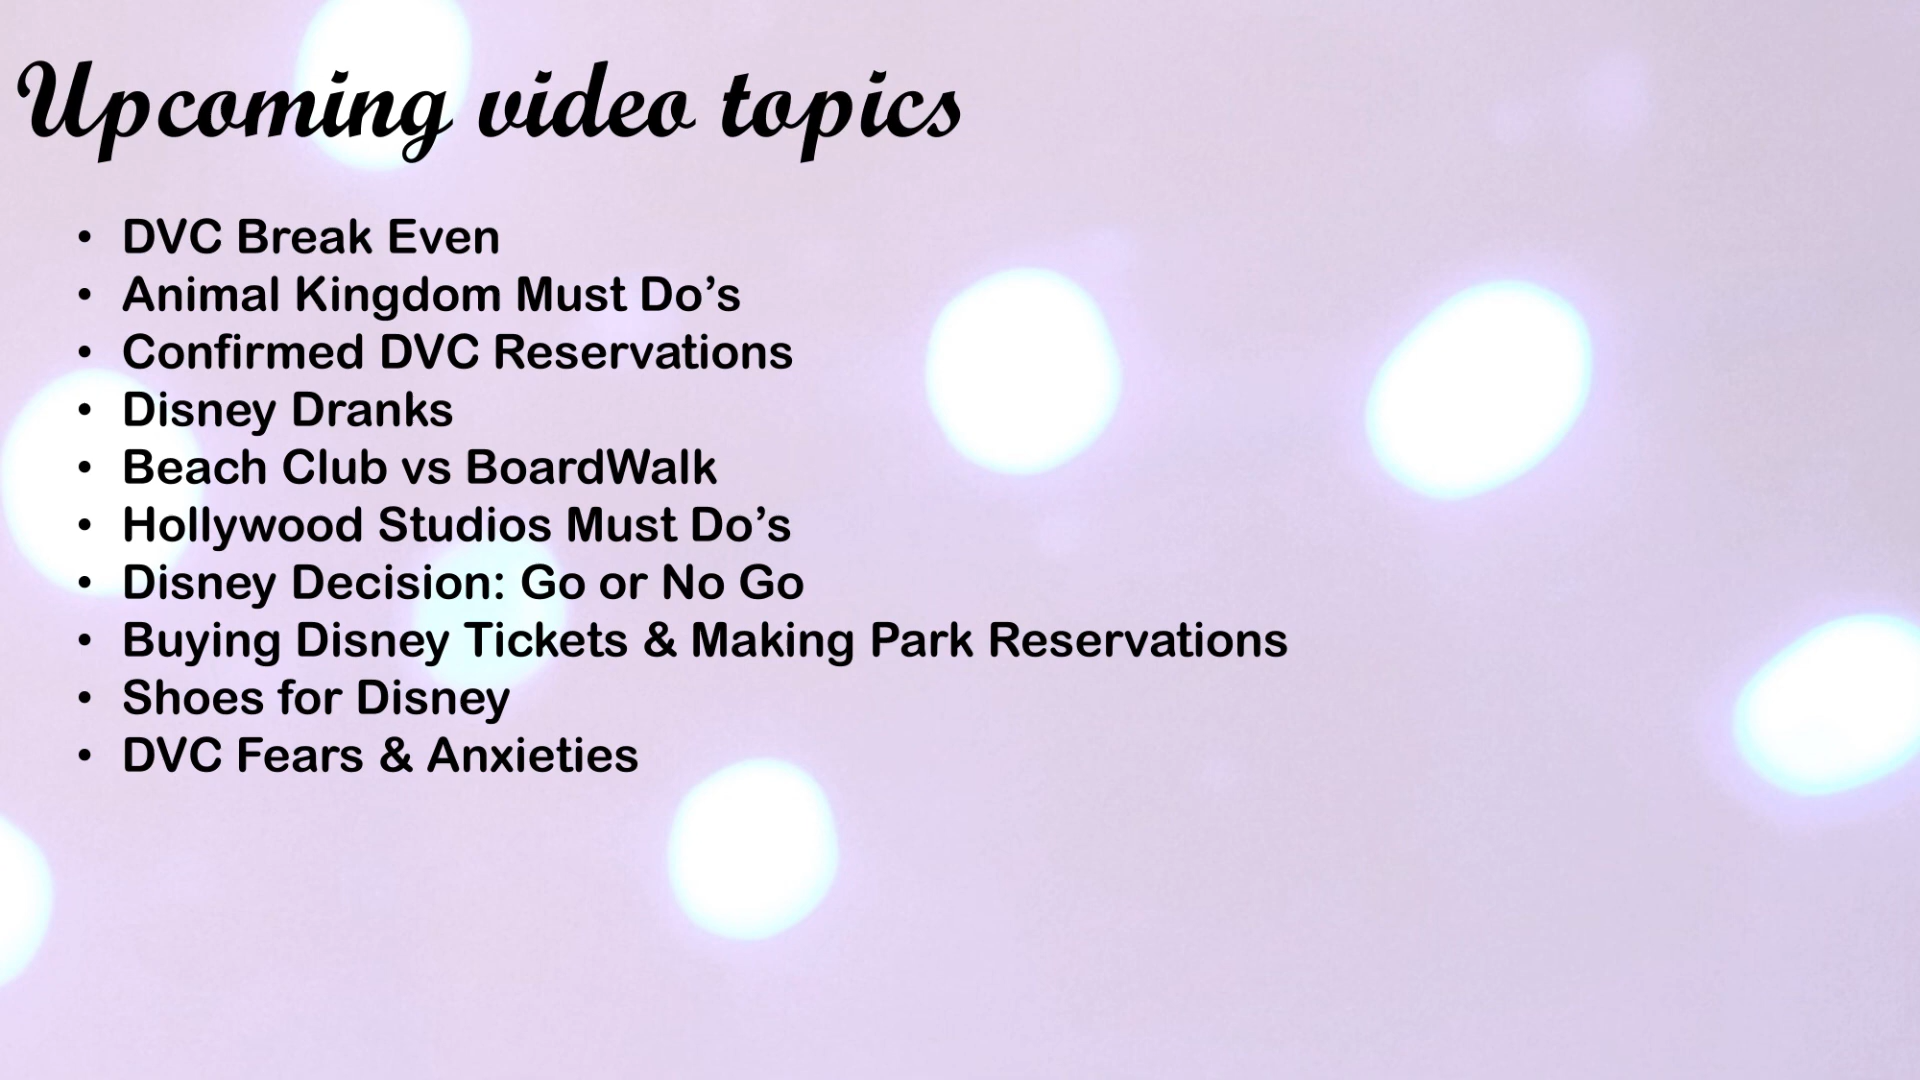 Upcoming video topics
• DVC Break Even
• Animal Kingdom Must Do’s
• Confirmed DVC Reservations
• Disney Dranks
• Beach Club vs BoardWalk
• Hollywood Studios Must Do’s
• Disney Decision: Go or No Go
• Buying Disney Tickets & Making Park Reservations
• Shoes for Disney
• DVC Fears & Anxieties